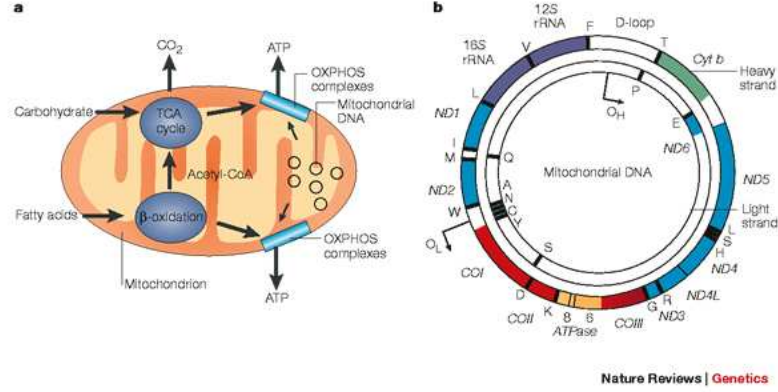 a
CO2
ATP
OXPHOS
complexes
Mitochondrial
DNA
Carbohydrate
TCA
cycle
Acetyl-CoA
Fatty acids
β-oxidation
OXPHOS
complexes
Mitochondrion
ATP
b
12S
rRNA
F
D-loop
T
Cyt b
Heavy
strand
16S
rRNA
V
L
P
OH
E
ND6
ND1
I
M
Q
Mitochondrial DNA
ND5
ND2
W
A
N
C
Y
OL
Light
strand
L
S
H
ND4
ND4L
S
COI
D
COII
K
8
6
ATPase
COIII
G
ND3
R
Nature Reviews | Genetics